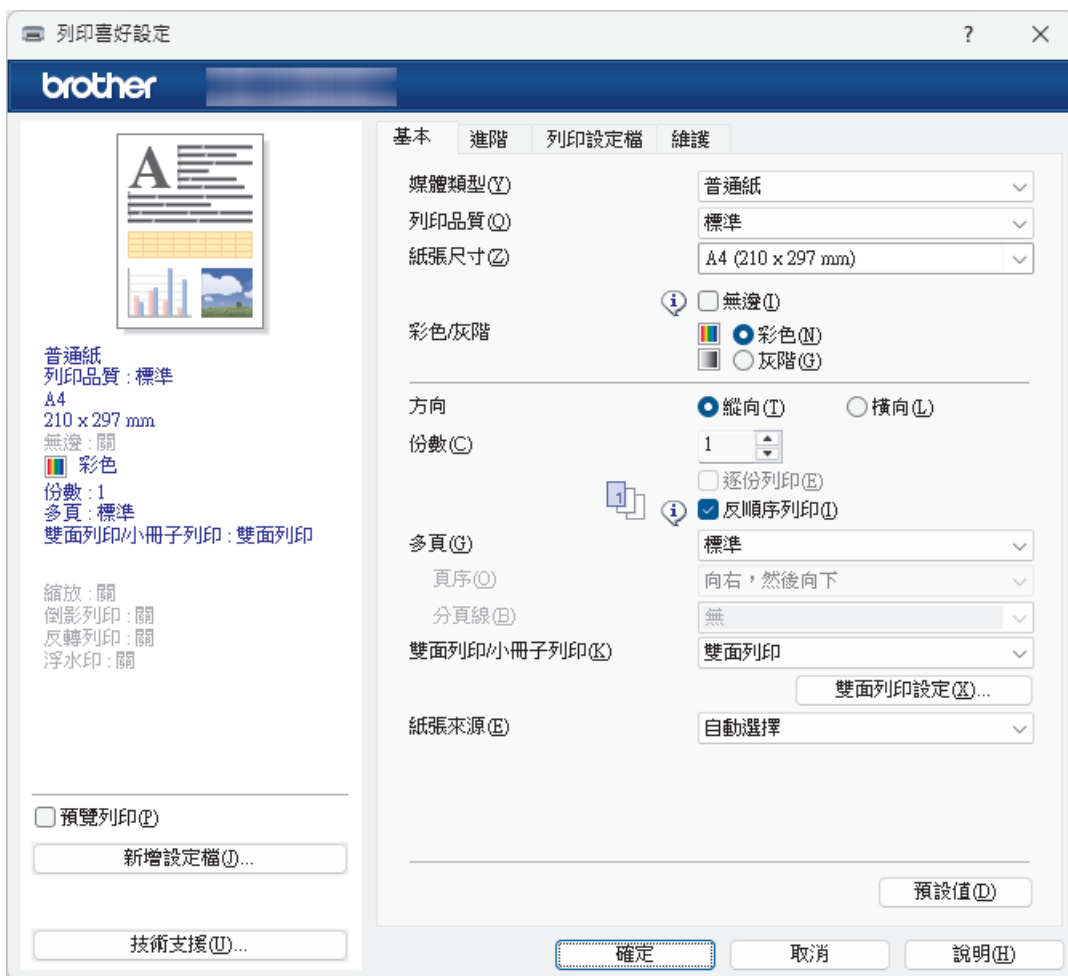 列印喜好設定
?
brother
A
普通紙
列印品質 : 標準
A4
210 x 297 mm
無邊 : 關
彩色
份數 : 1
多頁 : 標準
雙面列印/小冊子列印 : 雙面列印
縮放 : 關
倒影列印 : 關
反轉列印 : 關
浮水印 : 關
預覽列印(P)
新增設定檔(J)...
技術支援(U)...
基本 進階 列印設定檔 維護
媒體類型(Y) 普通紙
列印品質(Q) 標準
紙張尺寸(Z) A4 (210 x 297 mm)
無邊(I)
彩色/灰階 彩色(N)
灰階(G)
方向 縱向(T) 橫向(L)
份數(C) 1
逐份列印(E)
1 反順序列印(I)
多頁(G) 標準
頁序(O) 向右，然後向下
分頁線(B) 無
雙面列印/小冊子列印(K) 雙面列印
雙面列印設定(X)...
紙張來源(E) 自動選擇
預設值(D)
確定 取消 說明(H)